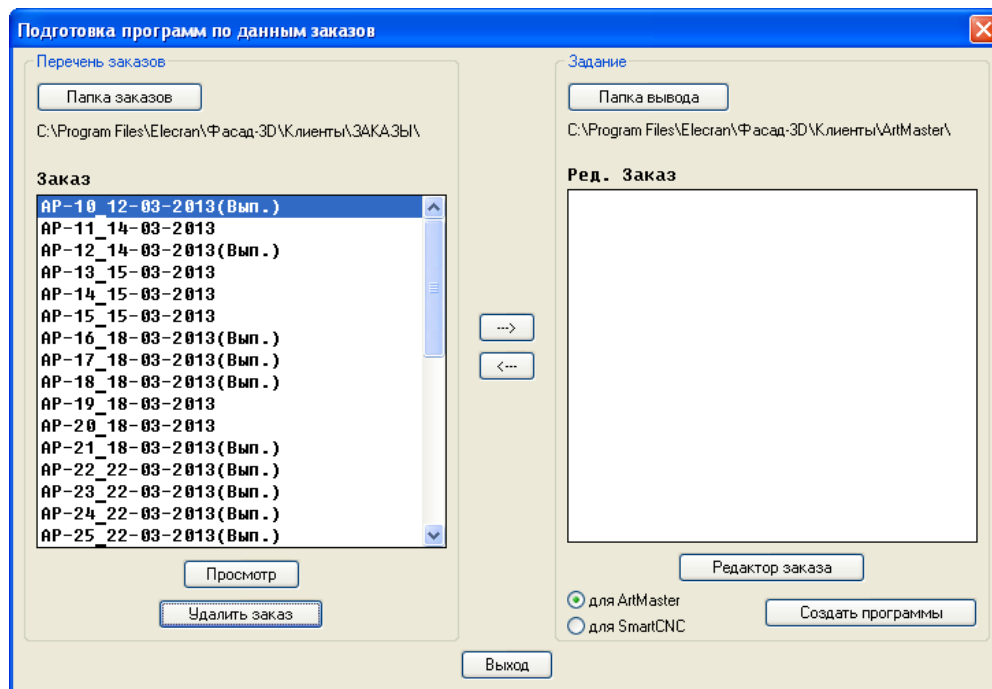 Подготовка программ по данным заказов
Перечень заказов
Папка заказов
C:\Program Files\Elecran\Фасад-3D\Клиенты\ЗАКАЗЫ\
Заказ
АР-10_12-03-2013(Вып.)
АР-11_14-03-2013
АР-12_14-03-2013(Вып.)
АР-13_15-03-2013
АР-14_15-03-2013
АР-15_15-03-2013
АР-16_18-03-2013(Вып.)
АР-17_18-03-2013(Вып.)
АР-18_18-03-2013(Вып.)
АР-19_18-03-2013
АР-20_18-03-2013
АР-21_18-03-2013(Вып.)
АР-22_22-03-2013(Вып.)
АР-23_22-03-2013(Вып.)
АР-24_22-03-2013(Вып.)
АР-25_22-03-2013(Вып.)
Просмотр
Удалить заказ
--->
<---
Задание
Папка вывода
C:\Program Files\Elecran\Фасад-3D\Клиенты\ArtMaster\
Ред. Заказ
Редактор заказа
для ArtMaster
для SmartCNC
Создать программы
Выход